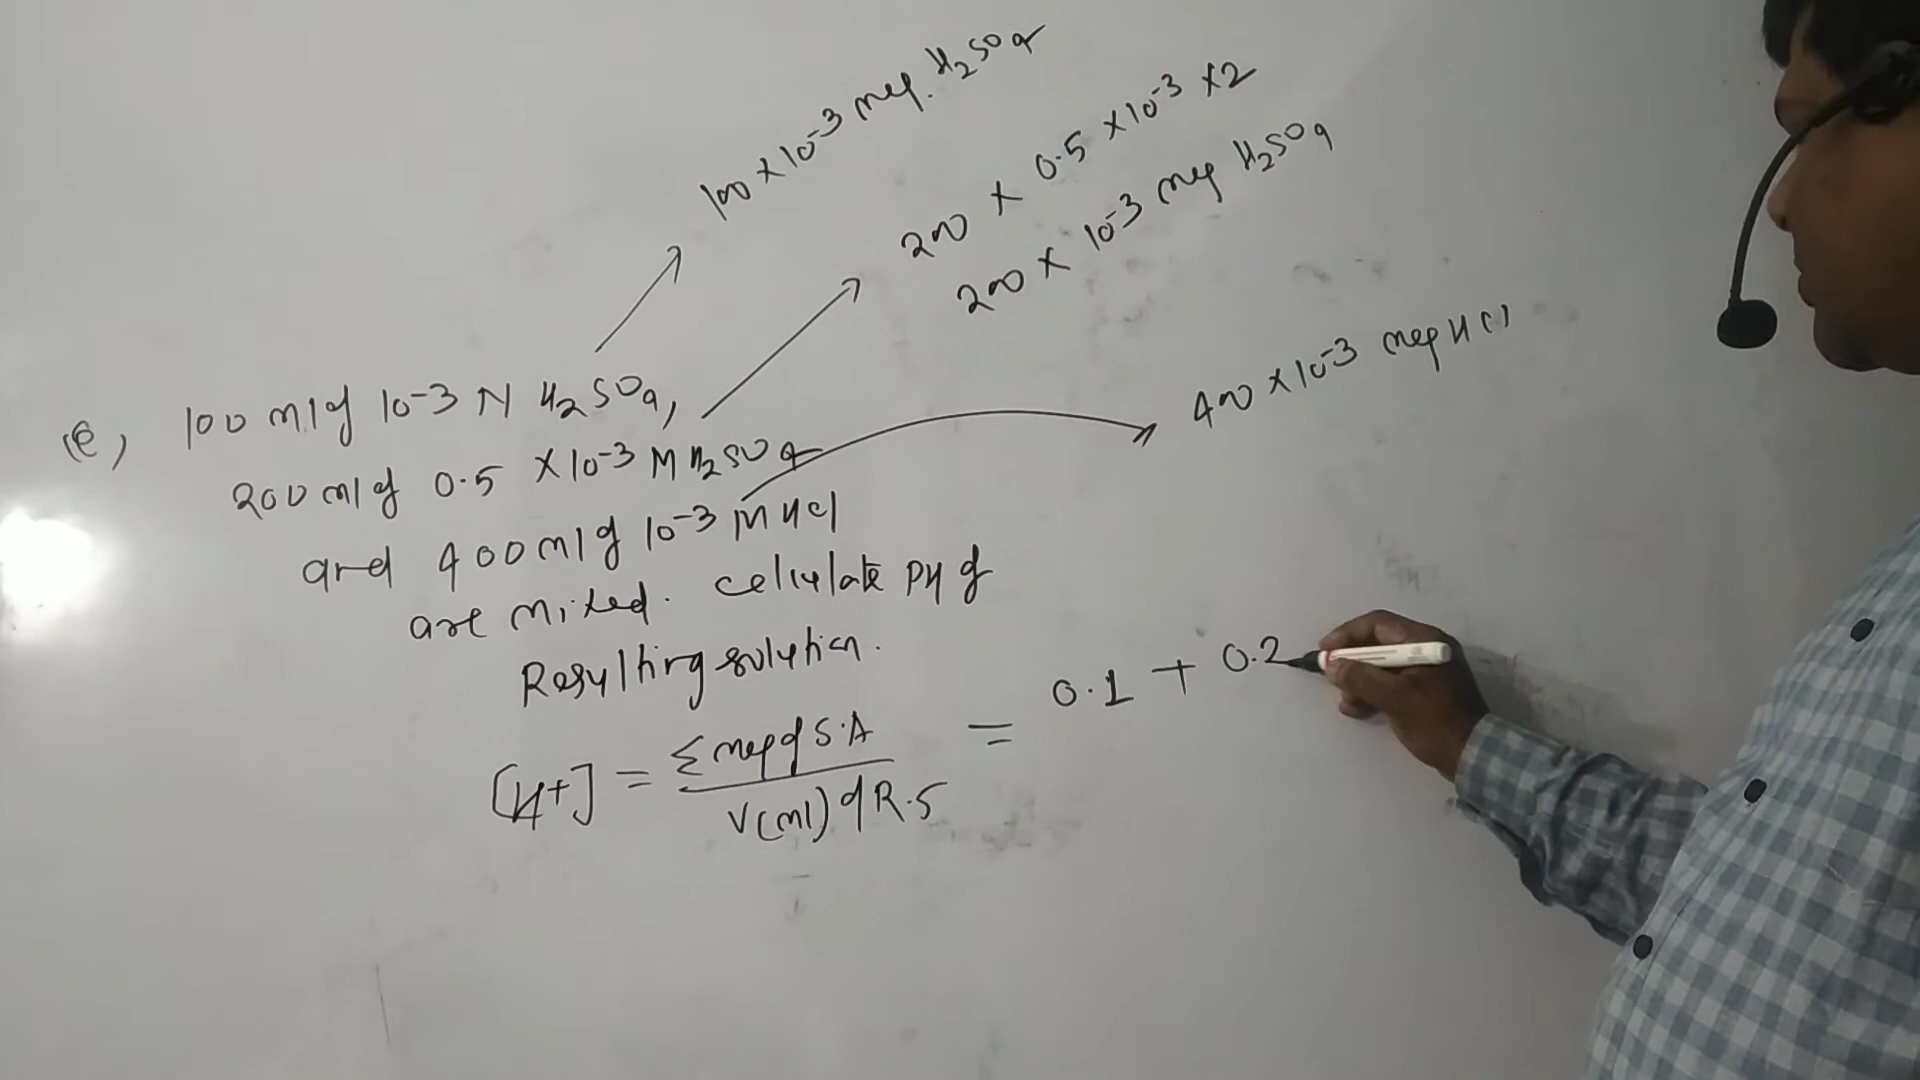 100 × 10⁻³ meq. H₂SO₄
200 × 0.5 × 10⁻³ × 2
200 × 10⁻³ meq H₂SO₄
400 × 10⁻³ meq HCl
(e), 100 ml of 10⁻³ N H₂SO₄,
200 ml of 0.5 × 10⁻³ M H₂SO₄
and 400 ml of 10⁻³ M HCl
are mixed. calculate PH of
Resulting solution.
[H⁺] = Σ meq of S.A / V(ml) of R.S = 0.1 + 0.2